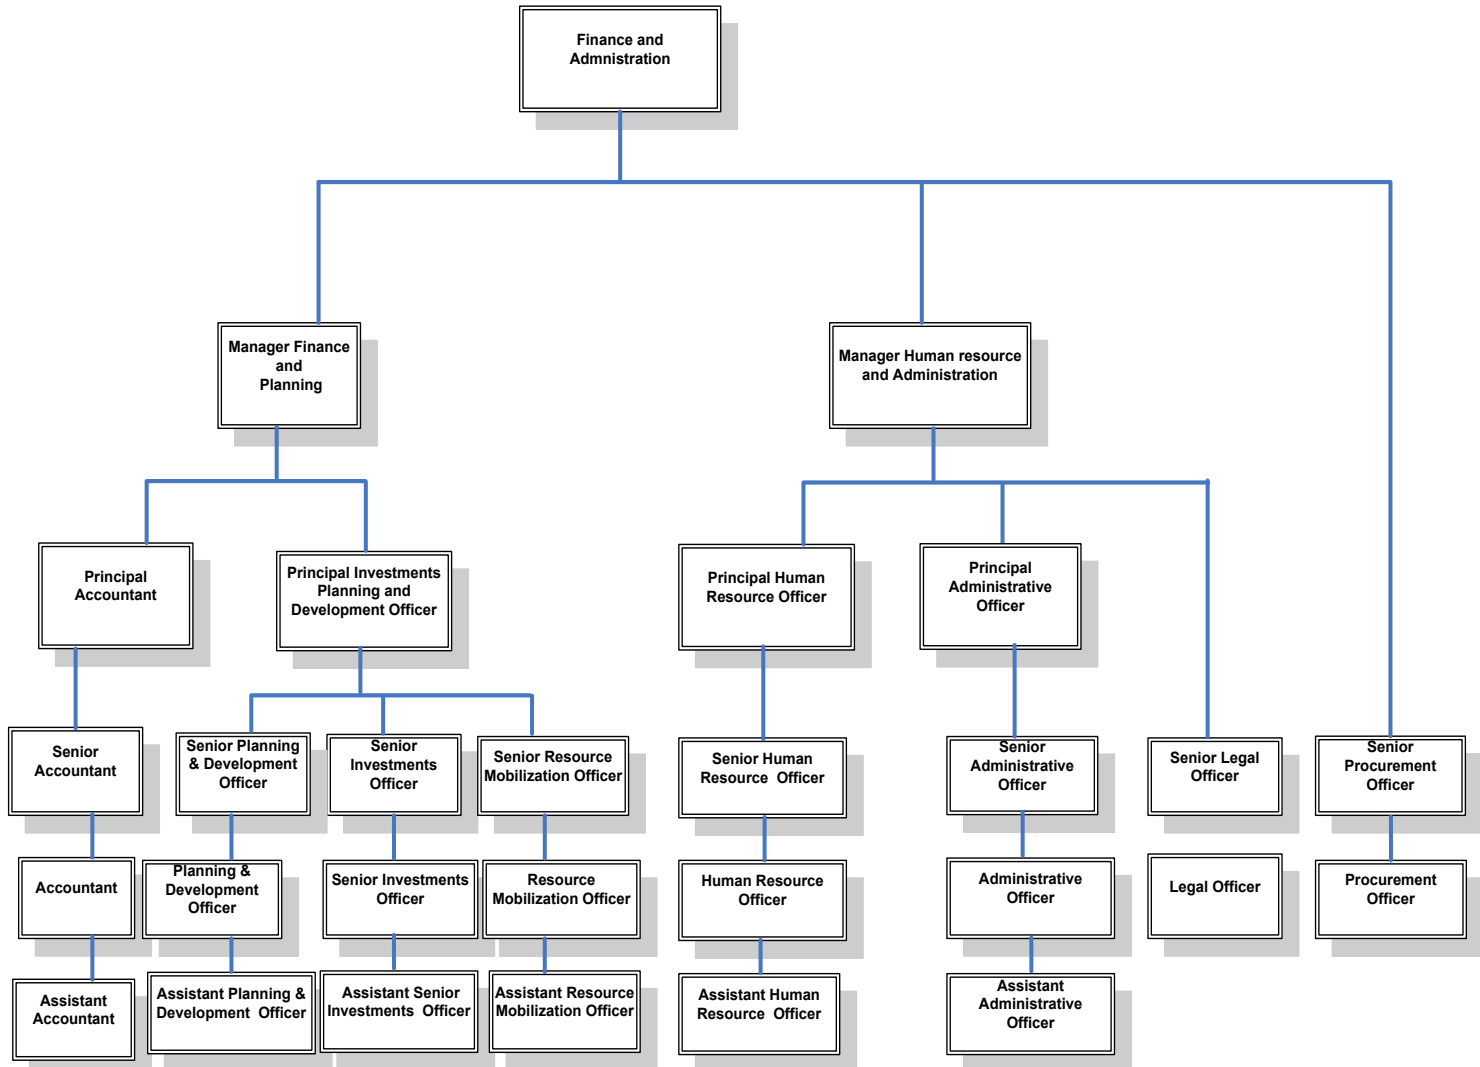 Finance and
Admnistration
Manager Finance
and
Planning
Manager Human resource
and Administration
Principal
Accountant
Principal Investments
Planning and
Development Officer
Principal Human
Resource Officer
Principal
Administrative
Officer
Senior
Accountant
Senior Planning
& Development
Officer
Senior
Investments
Officer
Senior Resource
Mobilization Officer
Senior Human
Resource Officer
Senior
Administrative
Officer
Senior Legal
Officer
Senior
Procurement
Officer
Accountant
Planning &
Development
Officer
Senior Investments
Officer
Resource
Mobilization Officer
Human Resource
Officer
Administrative
Officer
Legal Officer
Procurement
Officer
Assistant
Accountant
Assistant Planning &
Development Officer
Assistant Senior
Investments Officer
Assistant Resource
Mobilization Officer
Assistant Human
Resource Officer
Assistant
Administrative
Officer